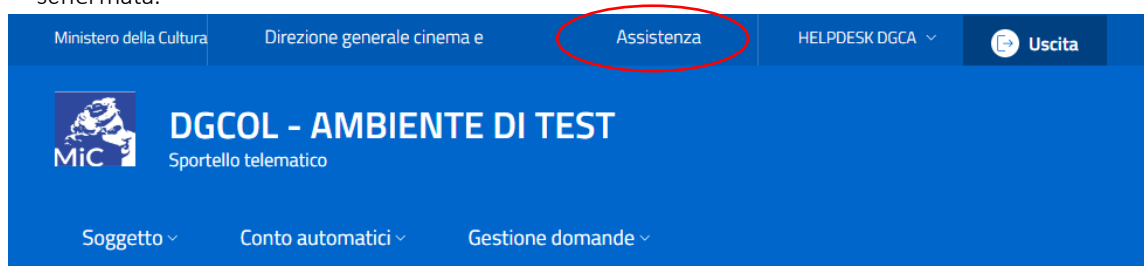 schermata.
Ministero della Cultura
Direzione generale cinema e
Assistenza
HELPDESK DGCA
Uscita
MiC
DGCOL - AMBIENTE DI TEST
Sportello telematico
Soggetto
Conto automatici
Gestione domande